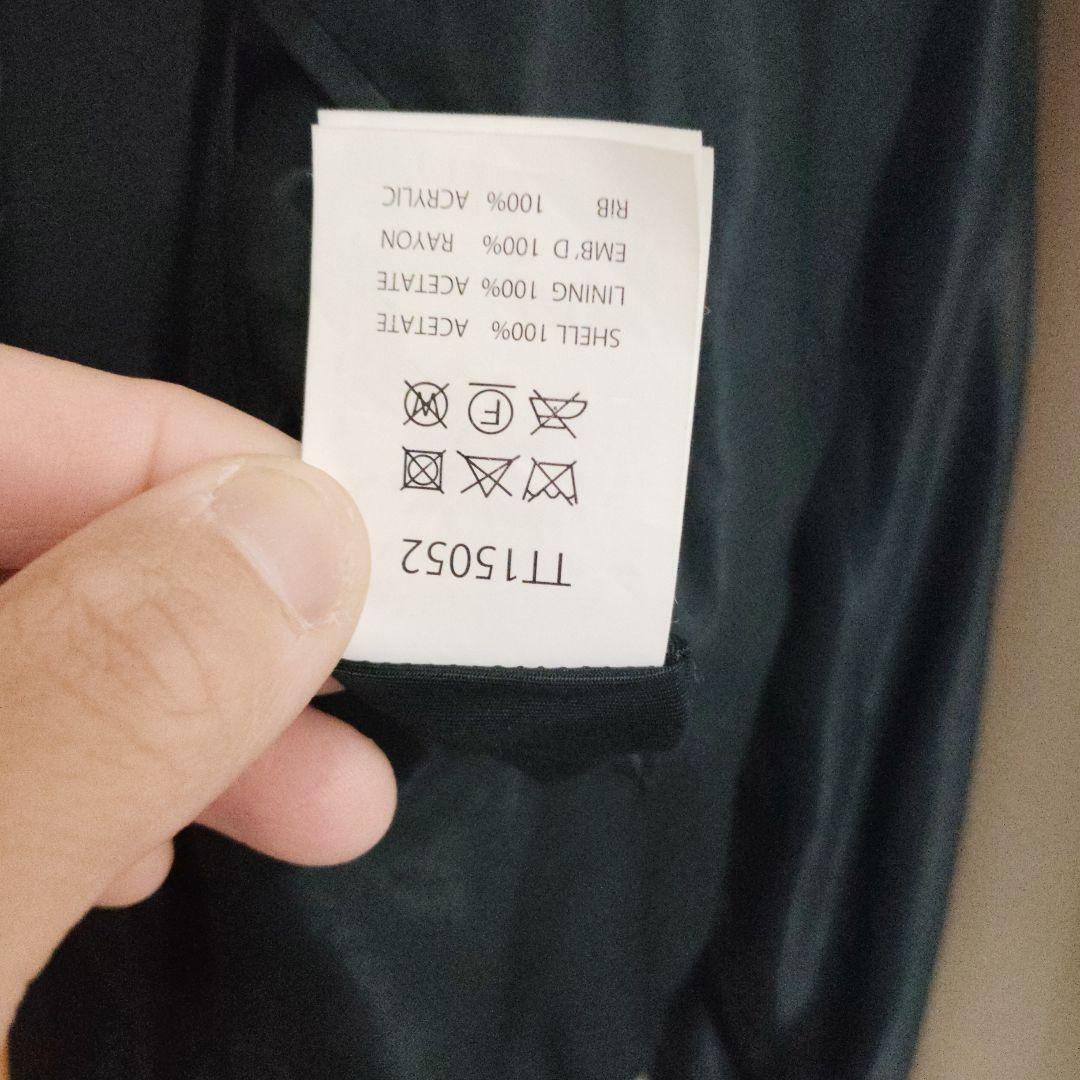 TT15052
SHELL 100% ACETATE
LINING 100% ACETATE
EMB'D 100% RAYON
RIB 100% ACRYLIC